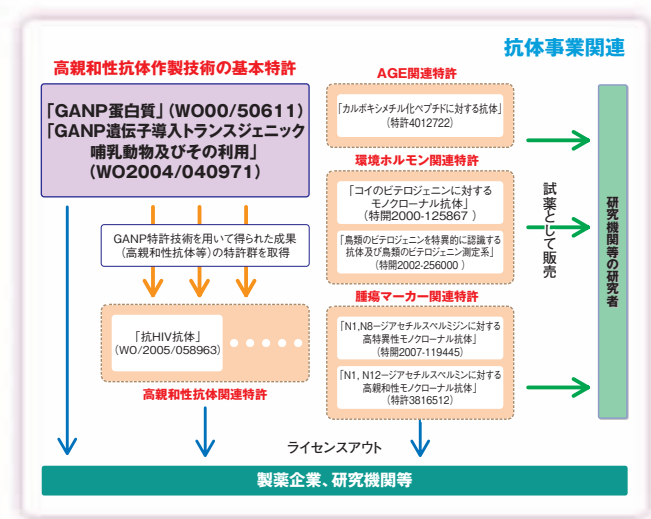 抗体事業関連
高親和性抗体作製技術の基本特許
「GANP蛋白質」（WO00/50611）
「GANP遺伝子導入トランスジェニック
哺乳動物及びその利用」
（WO2004/040971）
GANP特許技術を用いて得られた成果
（高親和性抗体等）の特許群を取得
「抗HIV抗体」
（WO/2005/058963）
高親和性抗体関連特許
AGE関連特許
「カルボキシメチル化ペプチドに対する抗体」
（特許4012722）
環境ホルモン関連特許
「コイのビテロジェニンに対する
モノクローナル抗体」
（特開2000-125867 ）
「鳥類のビテロジェニンを特異的に認識する
抗体及び鳥類のビテロジェニン測定系」
（特開2002-256000 ）
腫瘍マーカー関連特許
「N1,N8ージアセチルスペルミジンに対する
高特異性モノクローナル抗体」
（特開2007-119445）
「N1, N12ージアセチルスペルミンに対する
高親和性モノクローナル抗体」
（特許3816512）
試薬として販売
研究機関等の研究者
ライセンスアウト
製薬企業、研究機関等